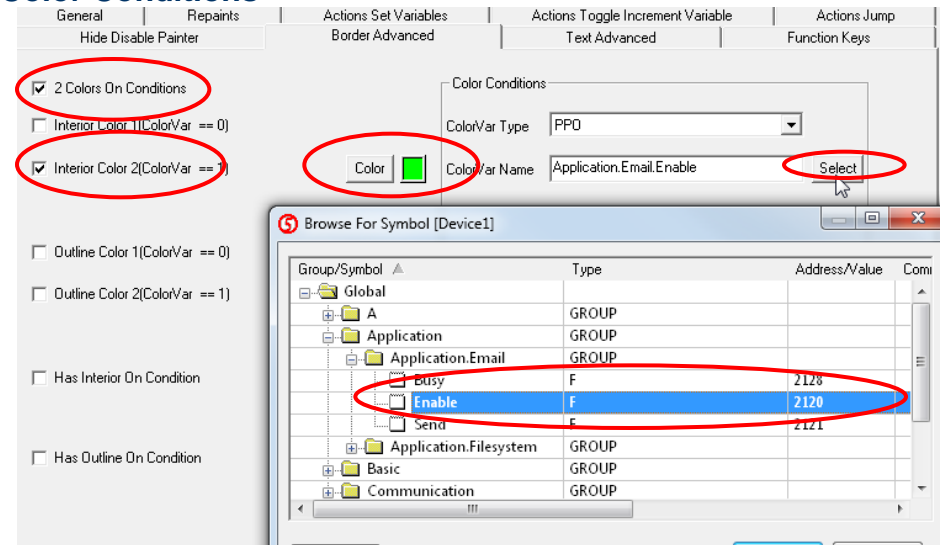 Color Conditions
General Repaints Actions Set Variables Actions Toggle Increment Variable Actions Jump
Hide Disable Painter Border Advanced Text Advanced Function Keys
2 Colors On Conditions
Color Conditions
Interior Color 1(ColorVar == 0)
ColorVar Type PPO
Interior Color 2(ColorVar == 1)
Color
ColorVar Name Application.Email.Enable Select
Browse For Symbol [Device1]
Outline Color 1(ColorVar == 0)
Group/Symbol Type Address/Value
Outline Color 2(ColorVar == 1)
Global
A GROUP
Application GROUP
Application.Email GROUP
Has Interior On Condition
Busy F 2128
Enable F 2120
Send F 2121
Application.Filesystem GROUP
Has Outline On Condition
Basic GROUP
Communication GROUP